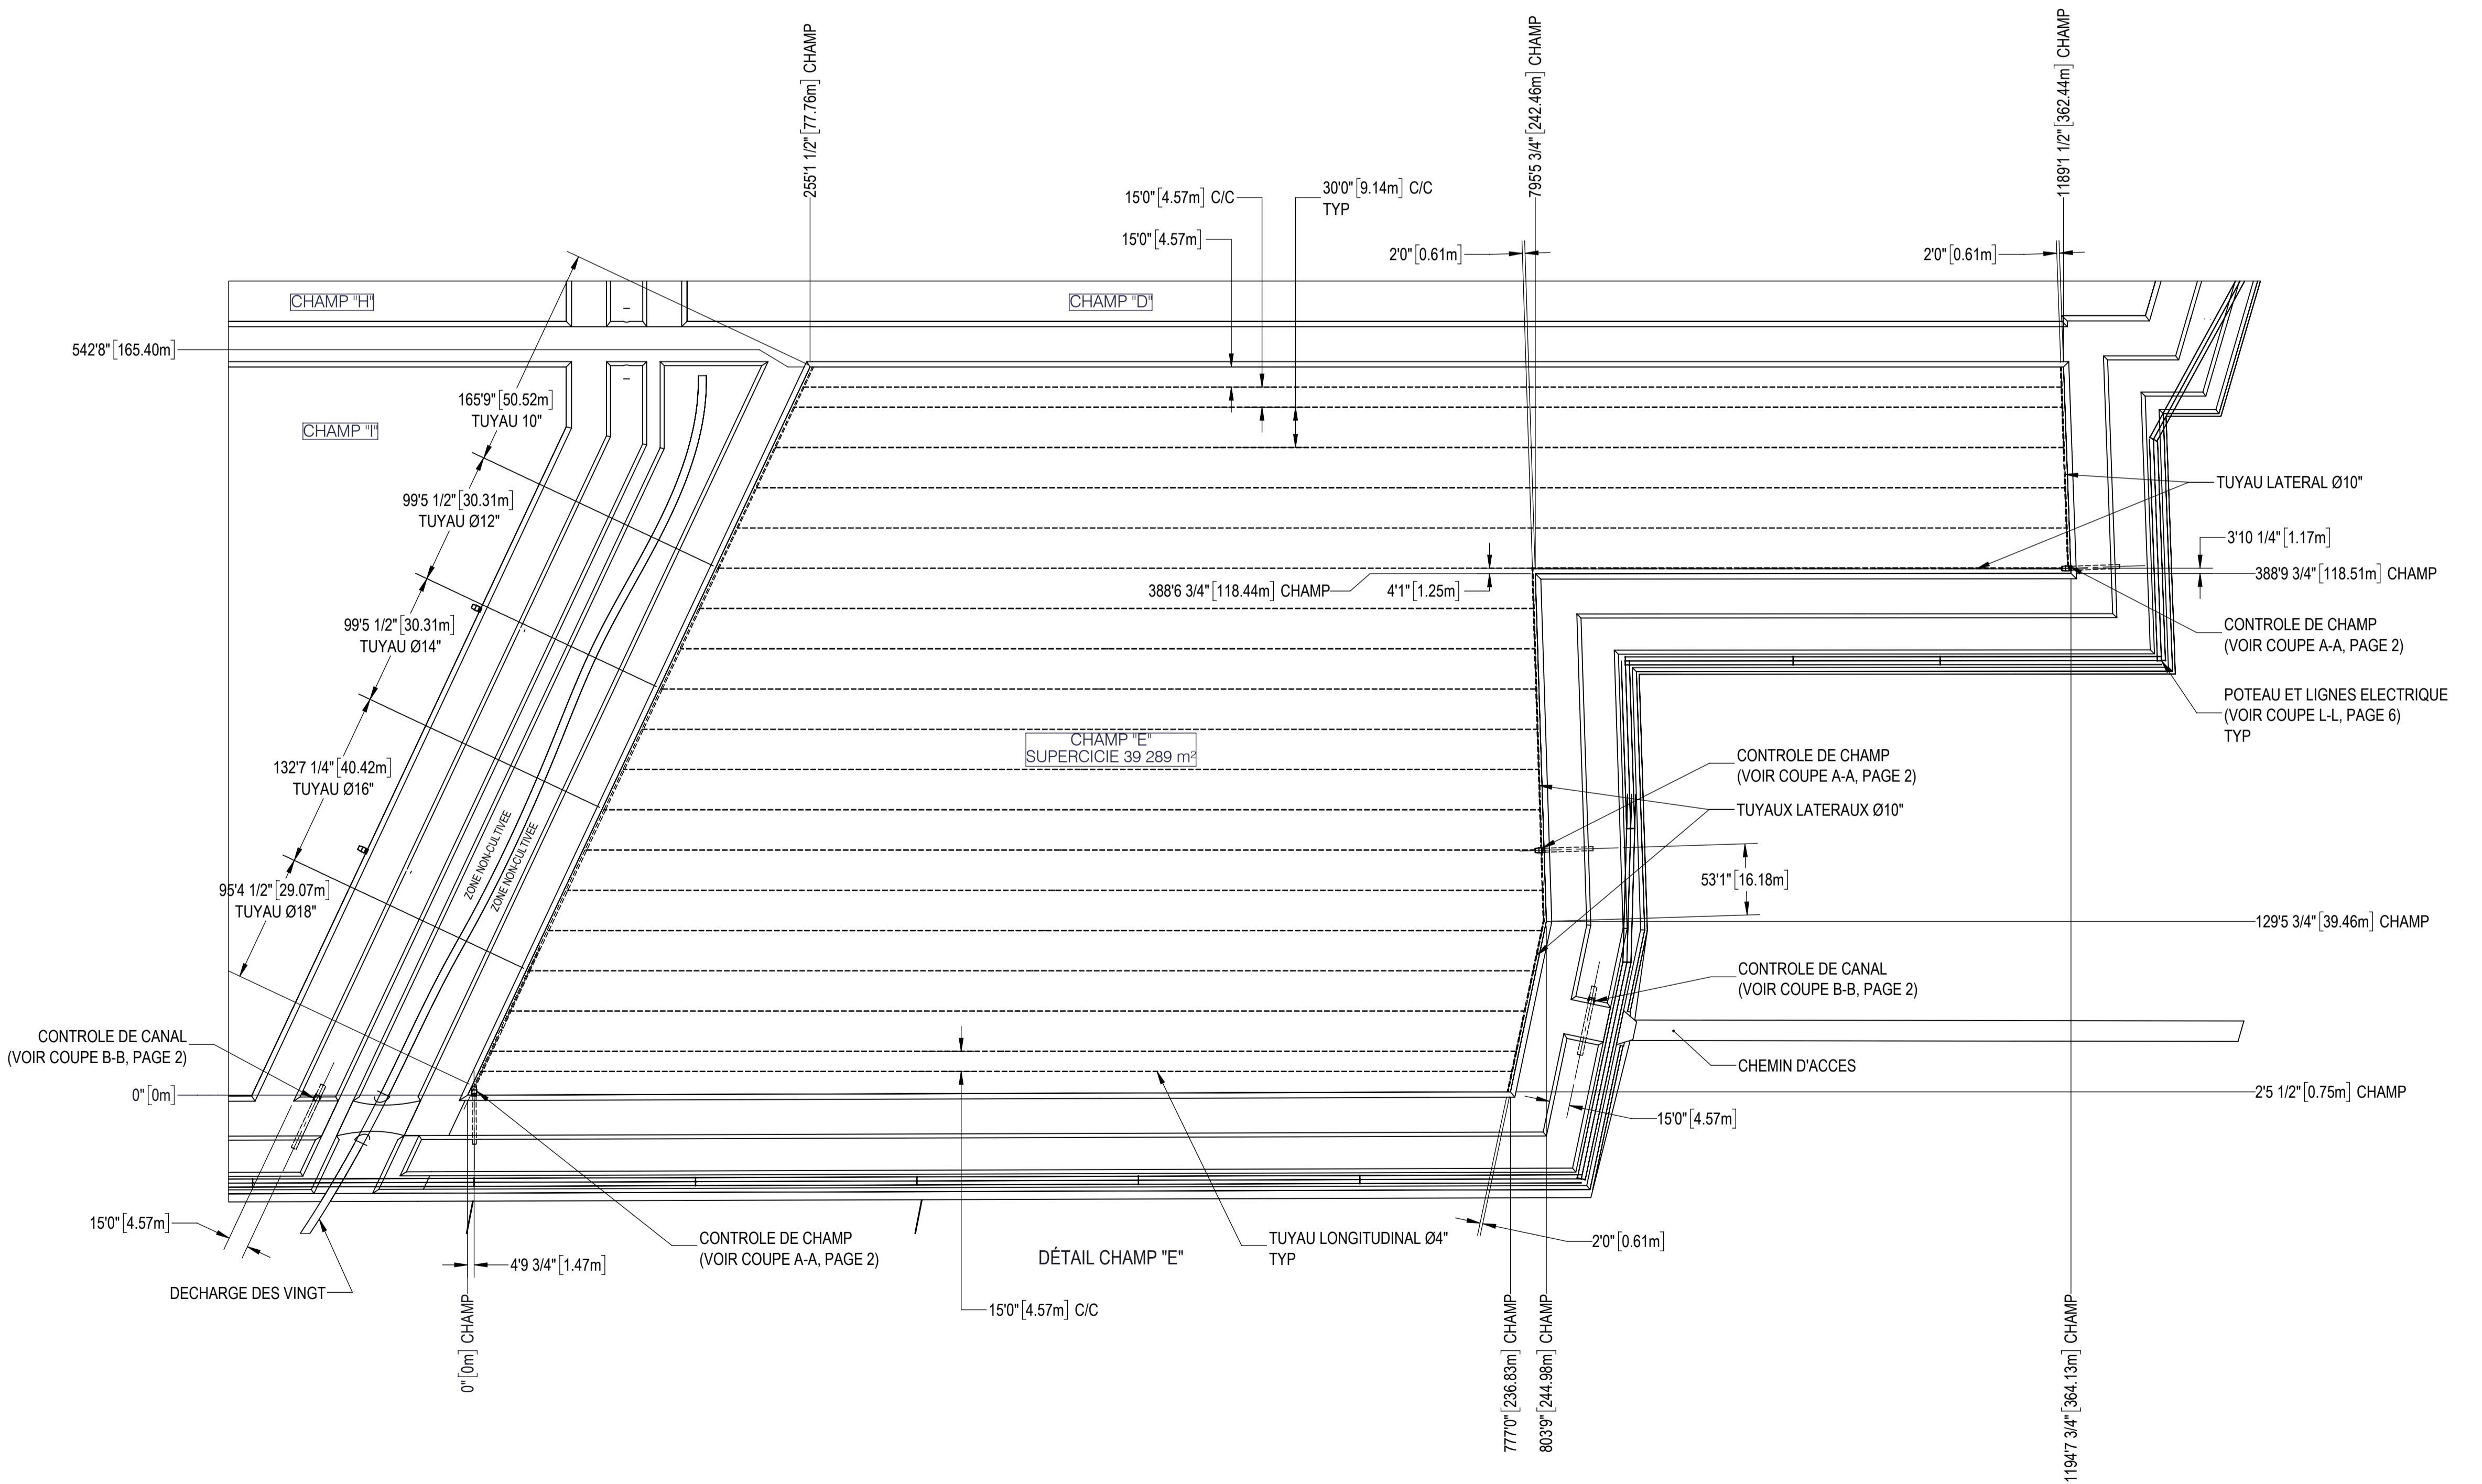 255'1 1/2" [77.76m] CHAMP
795'5 3/4" [242.46m] CHAMP
1189'1 1/2" [362.44m] CHAMP
15'0" [4.57m] C/C
30'0" [9.14m] C/C
TYP
15'0" [4.57m]
2'0" [0.61m]
2'0" [0.61m]
CHAMP "H"
CHAMP "D"
542'8" [165.40m]
165'9" [50.52m]
TUYAU 10"
CHAMP "I"
99'5 1/2" [30.31m]
TUYAU Ø12"
TUYAU LATERAL Ø10"
3'10 1/4" [1.17m]
388'9 3/4" [118.51m] CHAMP
388'6 3/4" [118.44m] CHAMP
4'1" [1.25m]
99'5 1/2" [30.31m]
TUYAU Ø14"
CONTROLE DE CHAMP
(VOIR COUPE A-A, PAGE 2)
POTEAU ET LIGNES ELECTRIQUE
(VOIR COUPE L-L, PAGE 6)
TYP
CHAMP "E"
SUPERCICIE 39 289 m²
132'7 1/4" [40.42m]
TUYAU Ø16"
CONTROLE DE CHAMP
(VOIR COUPE A-A, PAGE 2)
TUYAUX LATERAUX Ø10"
ZONE NON-CULTIVEE
ZONE NON-CULTIVEE
95'4 1/2" [29.07m]
TUYAU Ø18"
53'1" [16.18m]
129'5 3/4" [39.46m] CHAMP
CONTROLE DE CANAL
(VOIR COUPE B-B, PAGE 2)
CONTROLE DE CANAL
(VOIR COUPE B-B, PAGE 2)
CHEMIN D'ACCES
0" [0m]
2'5 1/2" [0.75m] CHAMP
15'0" [4.57m]
15'0" [4.57m]
CONTROLE DE CHAMP
(VOIR COUPE A-A, PAGE 2)
TUYAU LONGITUDINAL Ø4"
TYP
2'0" [0.61m]
DÉTAIL CHAMP "E"
4'9 3/4" [1.47m]
DECHARGE DES VINGT
15'0" [4.57m] C/C
0" [0m] CHAMP
777'0" [236.83m] CHAMP
803'9" [244.98m] CHAMP
1194'7 3/4" [364.13m] CHAMP